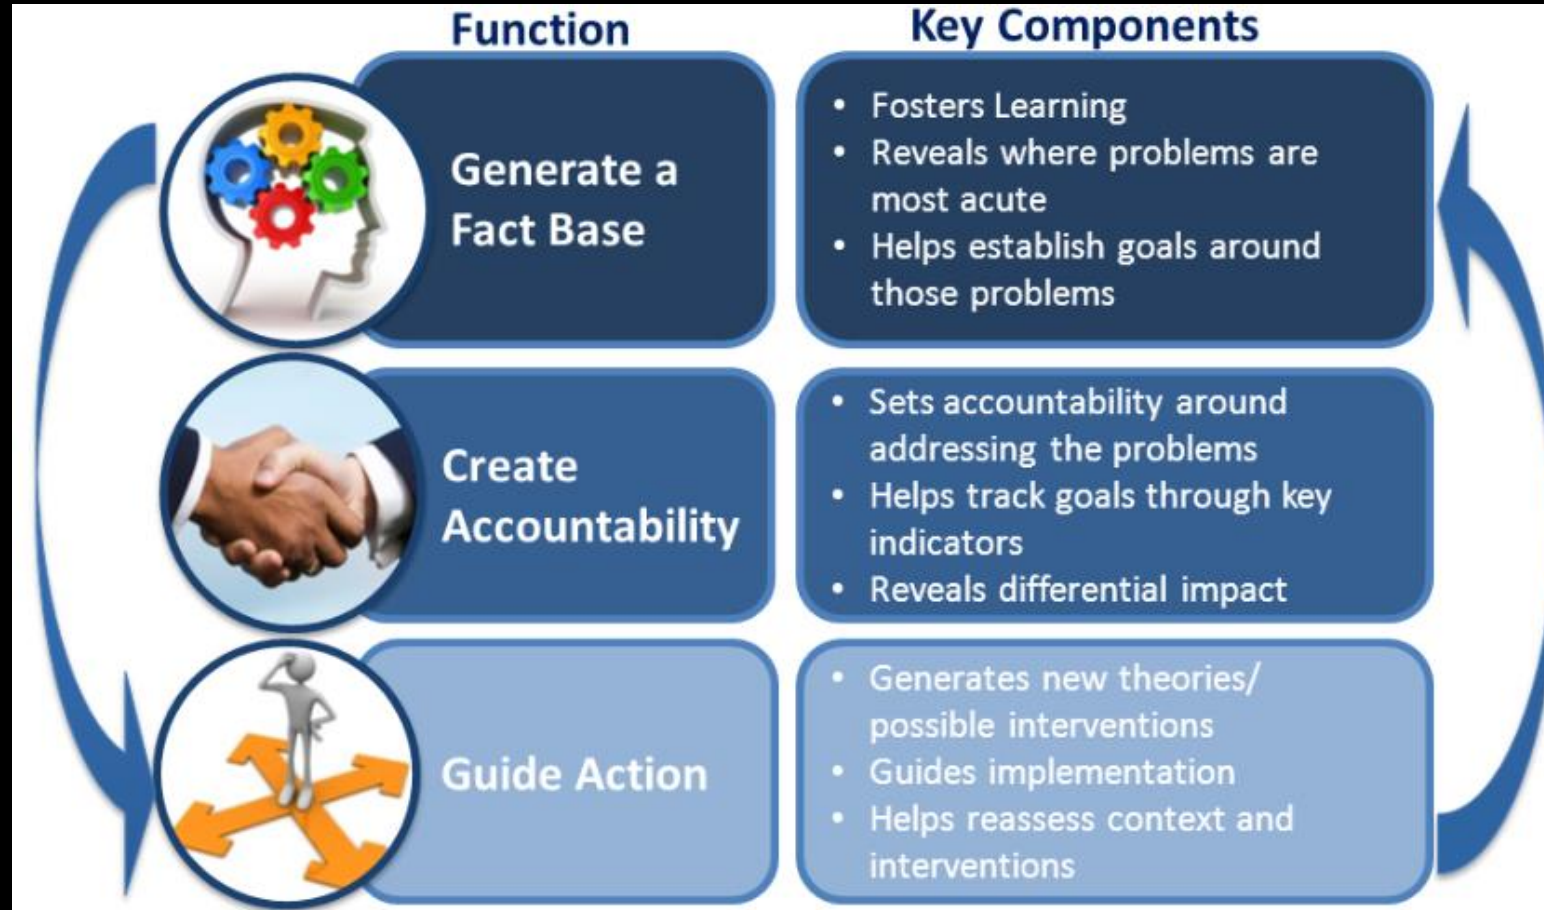 Function
Key Components
Generate a
Fact Base
• Fosters Learning
• Reveals where problems are
most acute
• Helps establish goals around
those problems
Create
Accountability
• Sets accountability around
addressing the problems
• Helps track goals through key
indicators
• Reveals differential impact
Guide Action
• Generates new theories/
possible interventions
• Guides implementation
• Helps reassess context and
interventions